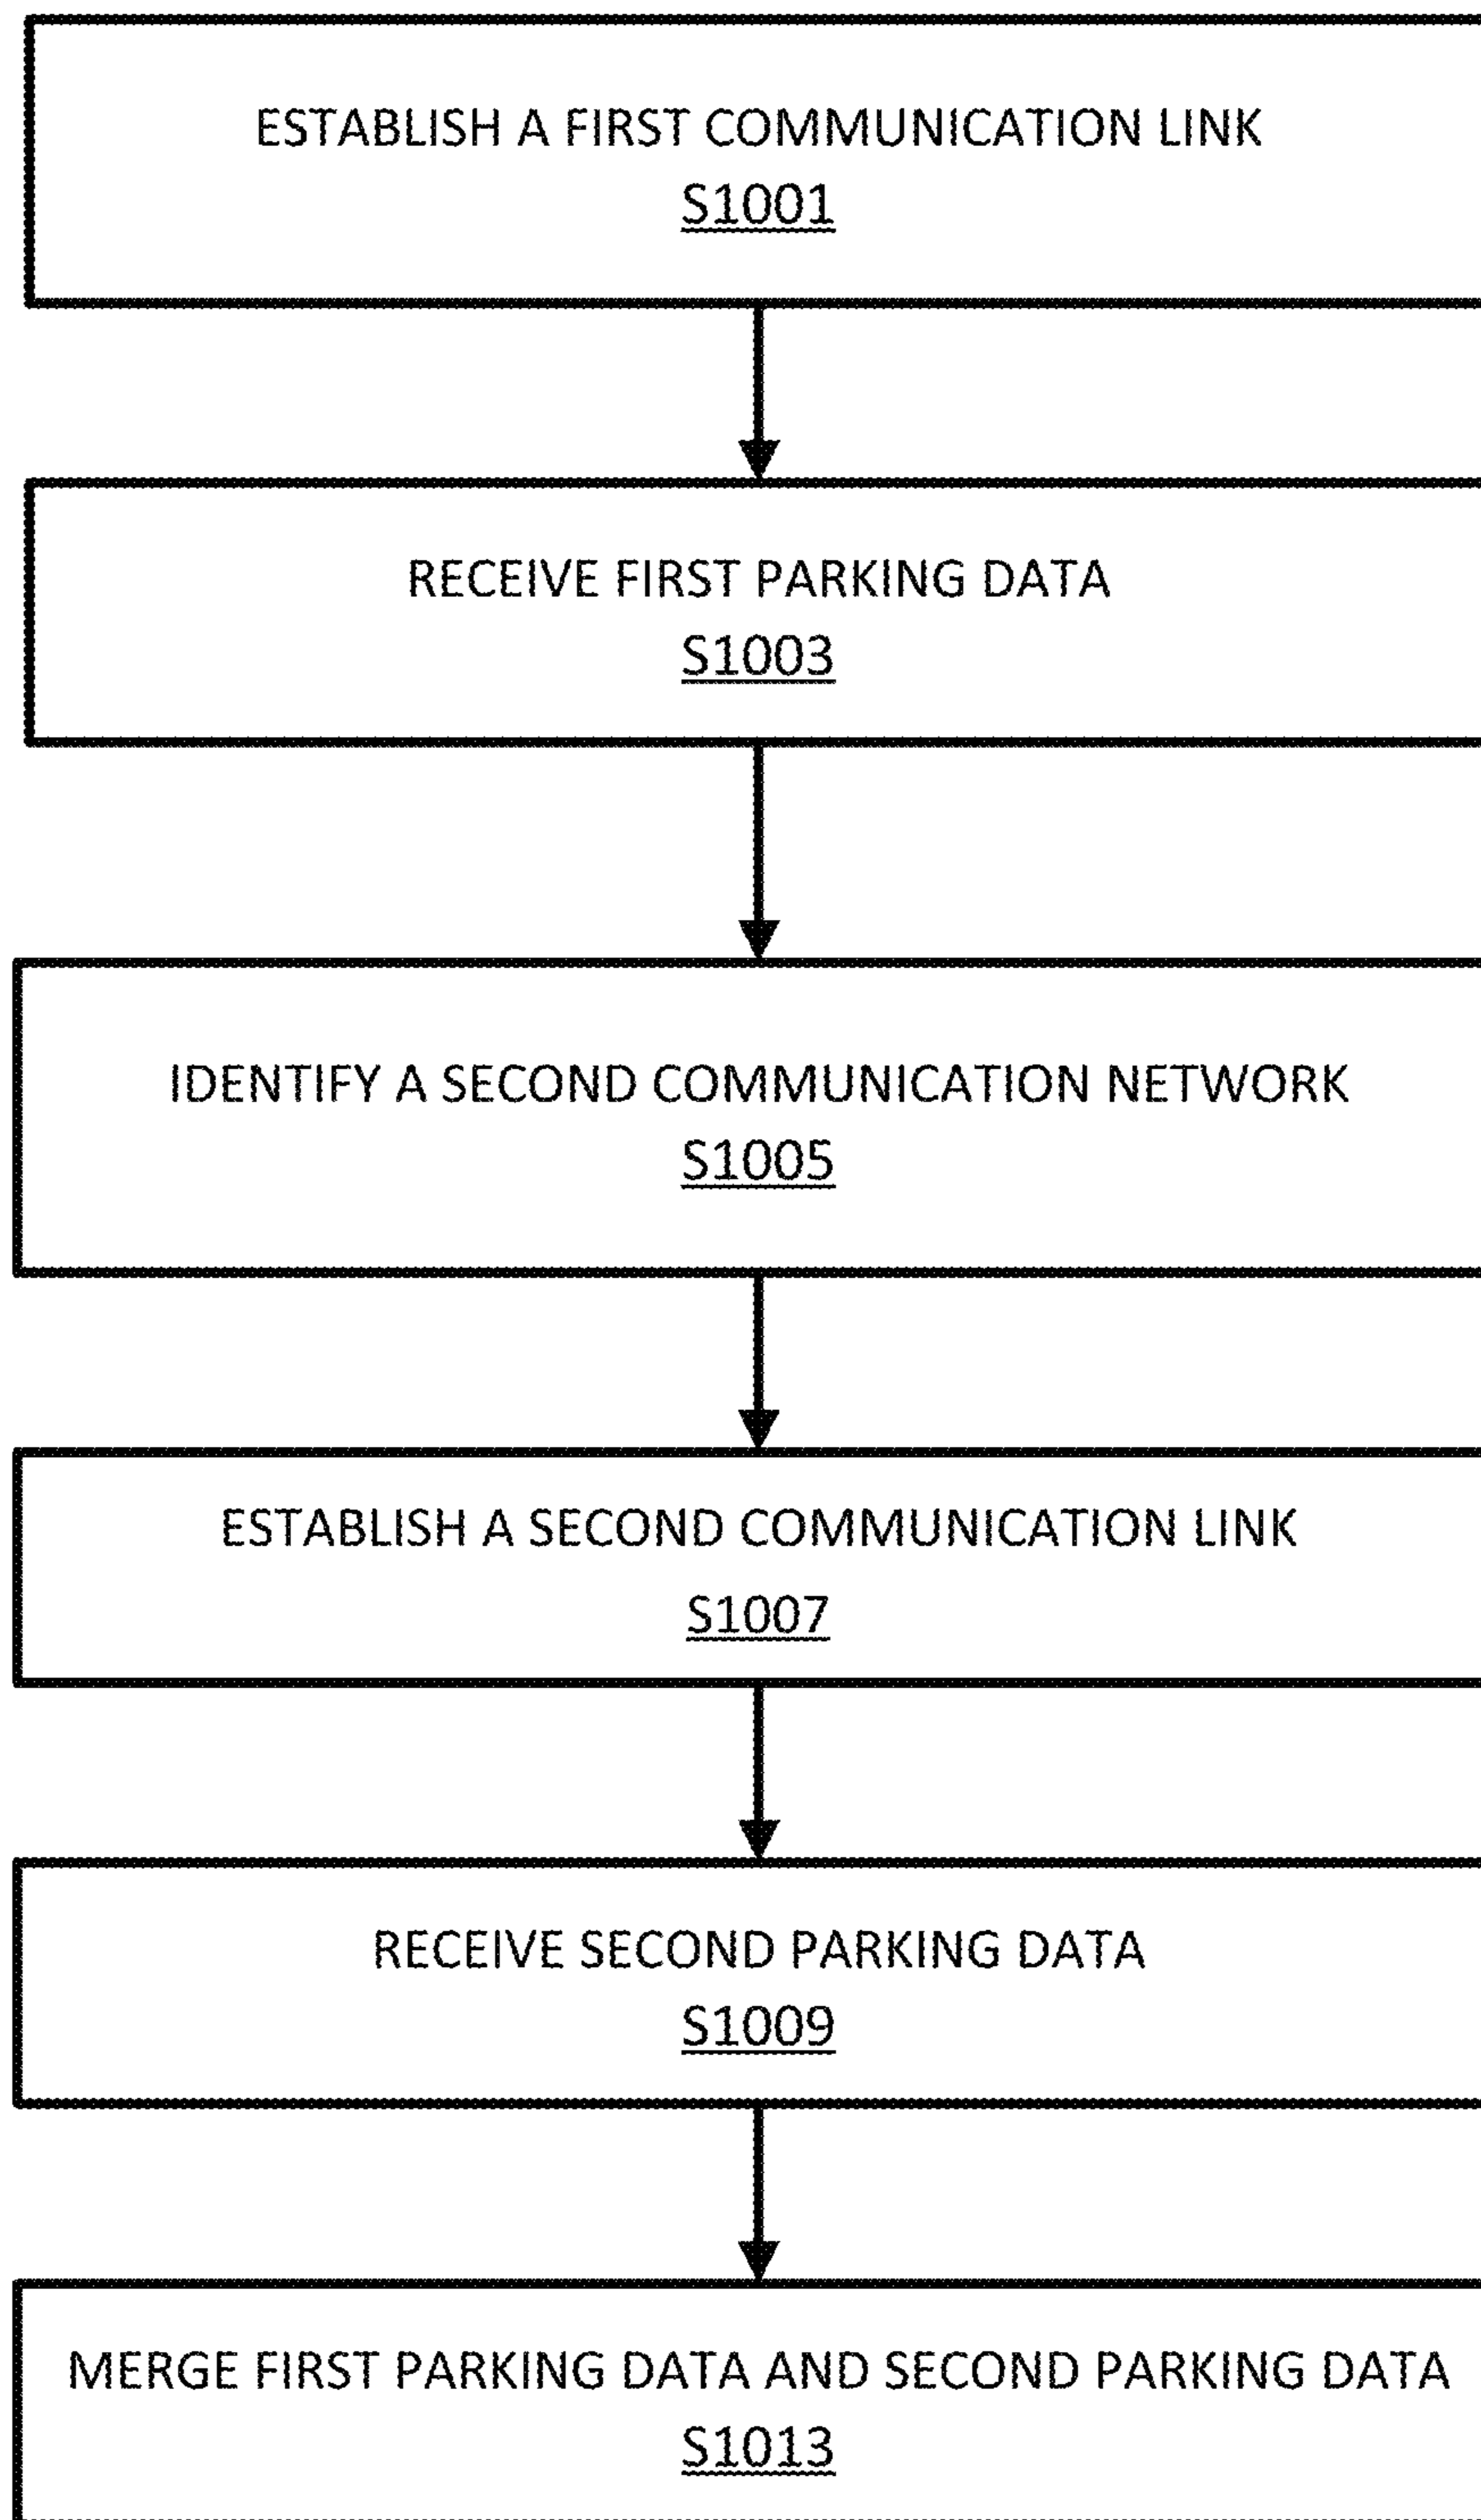 ESTABLISH A FIRST COMMUNICATION LINK
S1001
RECEIVE FIRST PARKING DATA
S1003
IDENTIFY A SECOND COMMUNICATION NETWORK
S1005
ESTABLISH A SECOND COMMUNICATION LINK
S1007
RECEIVE SECOND PARKING DATA
S1009
MERGE FIRST PARKING DATA AND SECOND PARKING DATA
S1013